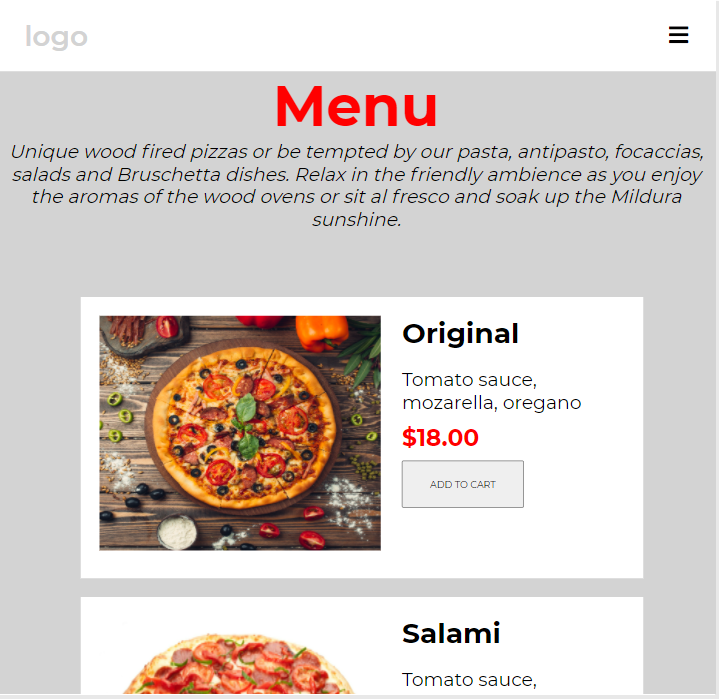 logo
Menu
Unique wood fired pizzas or be tempted by our pasta, antipasto, focaccias,
salads and Bruschetta dishes. Relax in the friendly ambience as you enjoy
the aromas of the wood ovens or sit al fresco and soak up the Mildura
sunshine.
Original
Tomato sauce,
mozarella, oregano
$18.00
ADD TO CART
Salami
Tomato sauce,